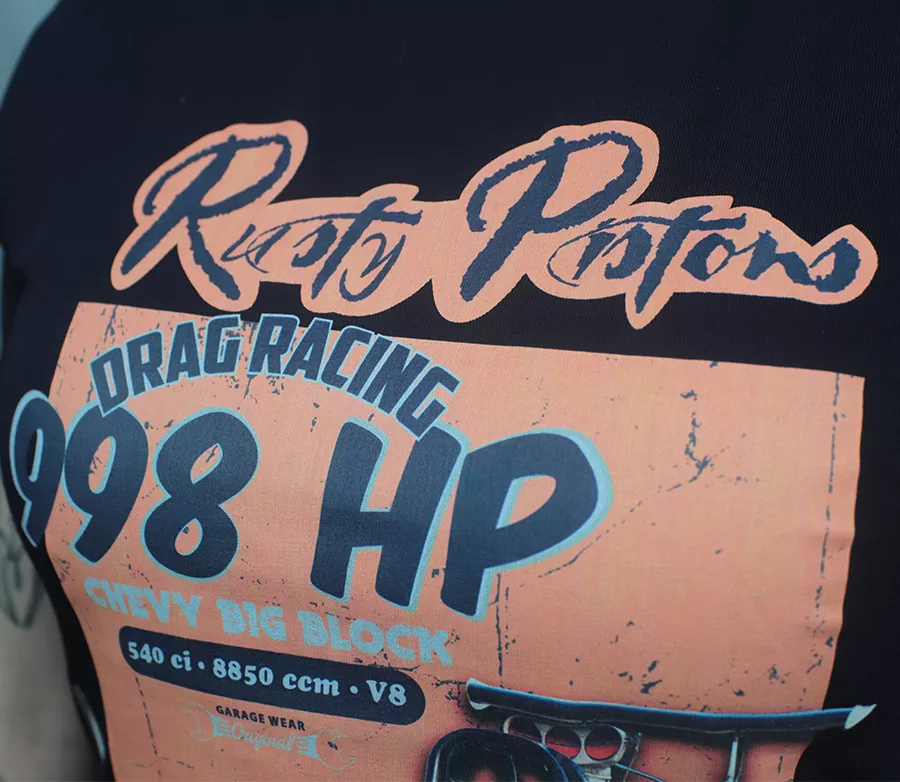 Rusty Pistons
DRAG RACING
998 HP
CHEVY BIG BLOCK
540 ci • 8850 ccm • V8
GARAGE WEAR
Original